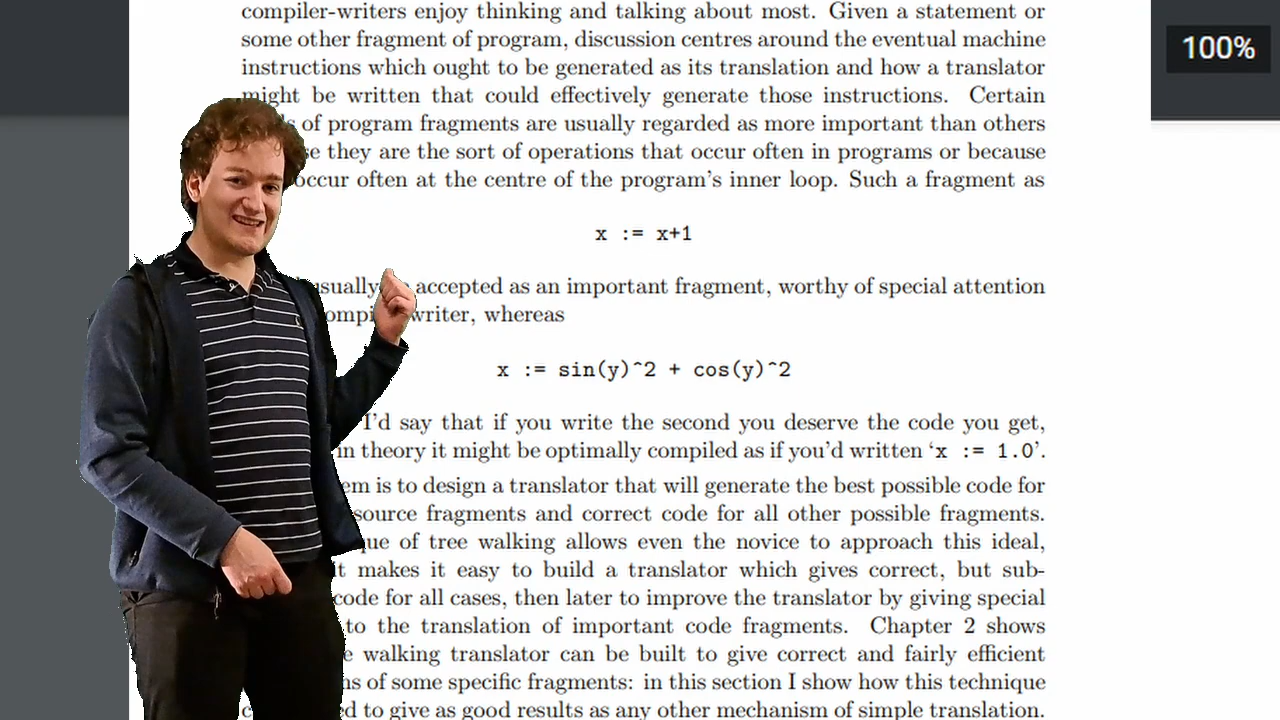 compiler-writers enjoy thinking and talking about most. Given a statement or
100%
some other fragment of program, discussion centres around the eventual machine
instructions which ought to be generated as its translation and how a translator
might be written that could effectively generate those instructions. Certain
of program fragments are usually regarded as more important than others
they are the sort of operations that occur often in programs or because
occur often at the centre of the program's inner loop. Such a fragment as
x := x+1
usually accepted as an important fragment, worthy of special attention
writer, whereas
x := sin(y)^2 + cos(y)^2
I'd say that if you write the second you deserve the code you get,
in theory it might be optimally compiled as if you'd written ‘x := 1.0’.
is to design a translator that will generate the best possible code for
source fragments and correct code for all other possible fragments.
of tree walking allows even the novice to approach this ideal,
it makes it easy to build a translator which gives correct, but sub-
code for all cases, then later to improve the translator by giving special
to the translation of important code fragments. Chapter 2 shows
walking translator can be built to give correct and fairly efficient
of some specific fragments: in this section I show how this technique
to give as good results as any other mechanism of simple translation.